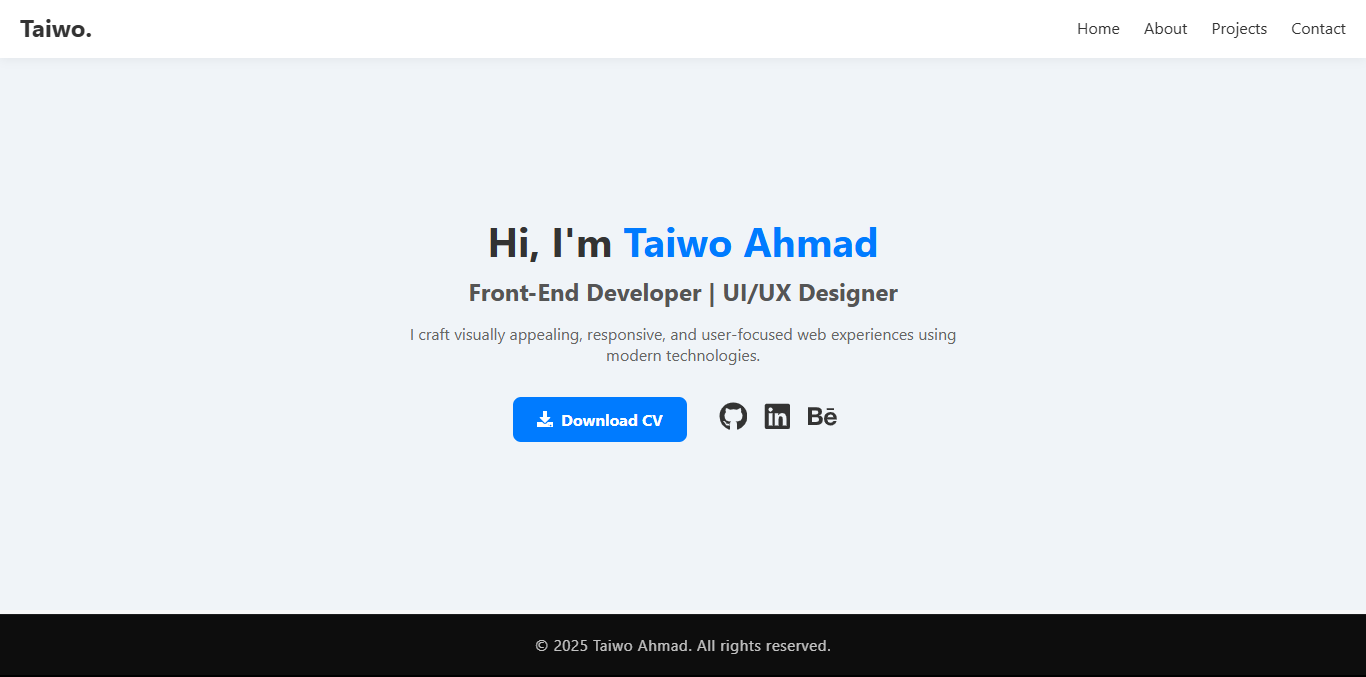 Taiwo.
Home About Projects Contact
Hi, I'm Taiwo Ahmad
Front-End Developer | UI/UX Designer
I craft visually appealing, responsive, and user-focused web experiences using
modern technologies.
Download CV in Bē
© 2025 Taiwo Ahmad. All rights reserved.